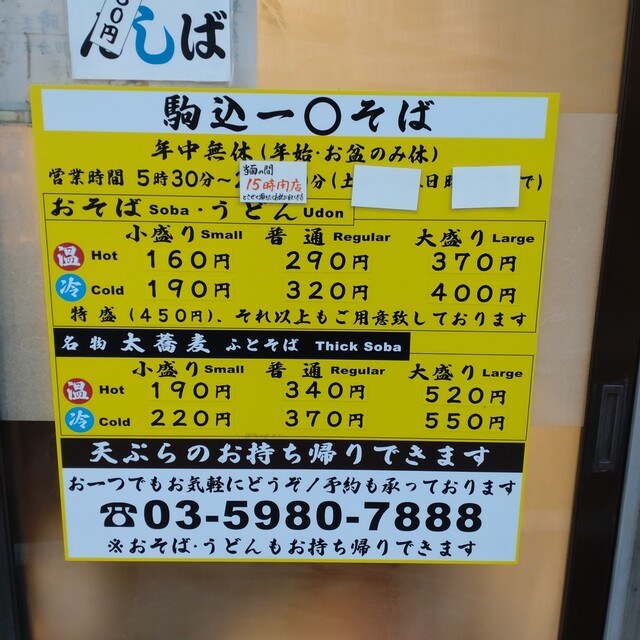 00円
しば
駒込一〇そば
年中無休(年始・お盆のみ休)
営業時間 5時30分~ 分(土 日
当面の間
15時閉店
で)
おそば Soba・うどん Udon
小盛り Small 普通 Regular 大盛り Large
温 Hot 160円 290円 370円
冷 Cold 190円 320円 400円
特盛(450円)、それ以上もご用意致しております
名物 太蕎麦 ふとそば Thick Soba
小盛り Small 普通 Regular 大盛り Large
温 Hot 190円 340円 520円
冷 Cold 220円 370円 550円
天ぷらのお持ち帰りできます
お一つでもお気軽にどうぞ/予約も承っております
☎03-5980-7888
※おそば・うどんもお持ち帰りできます